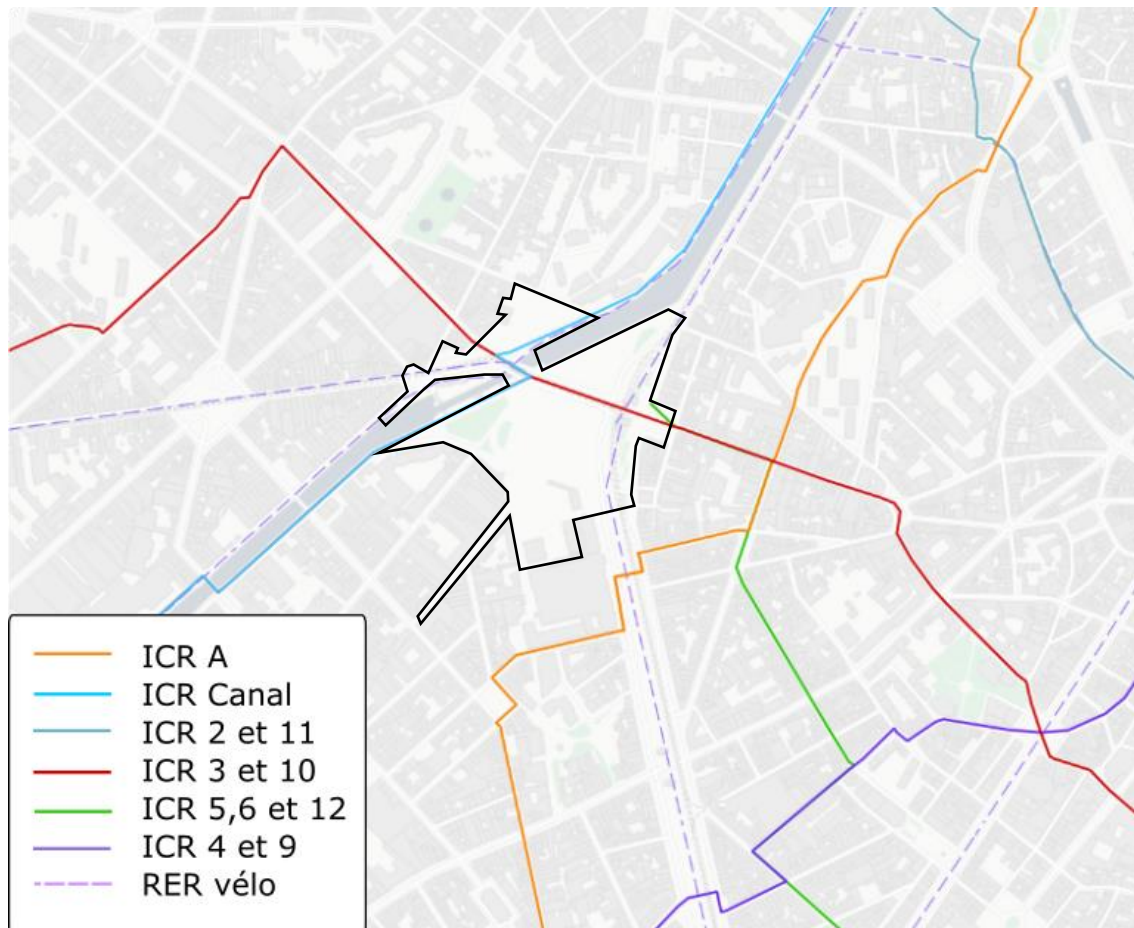 ICR A
ICR Canal
ICR 2 et 11
ICR 3 et 10
ICR 5,6 et 12
ICR 4 et 9
RER vélo